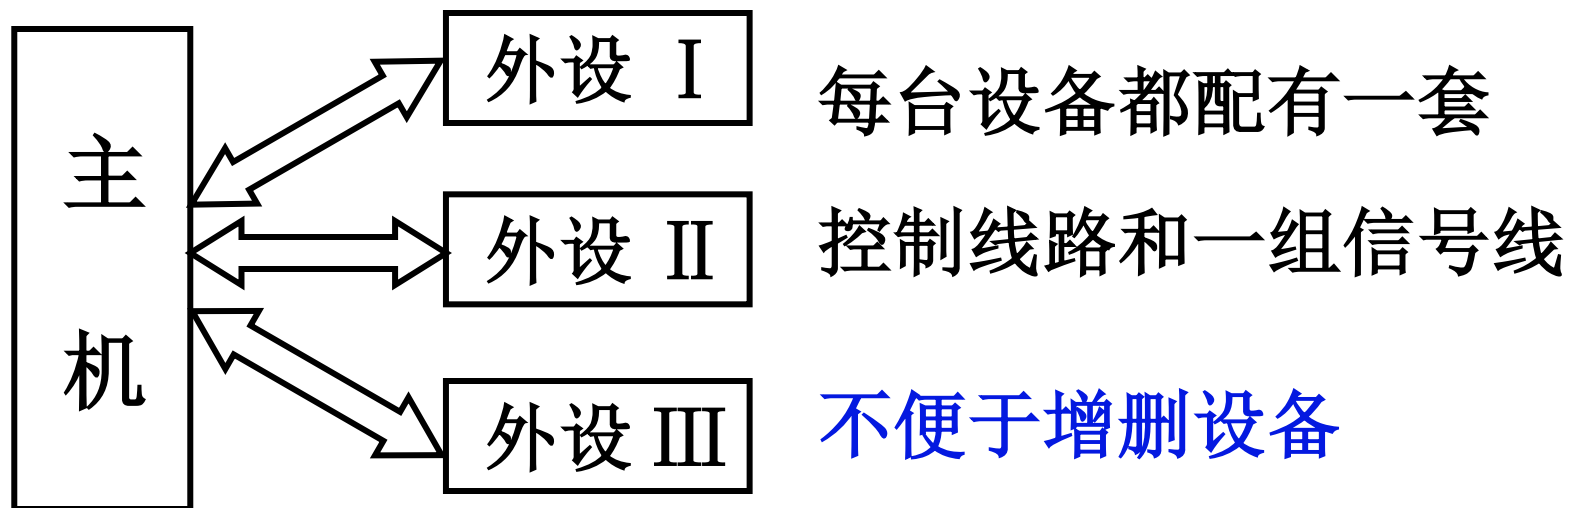 主机
外设 Ⅰ
外设 Ⅱ
外设 Ⅲ
每台设备都配有一套
控制线路和一组信号线
不便于增删设备